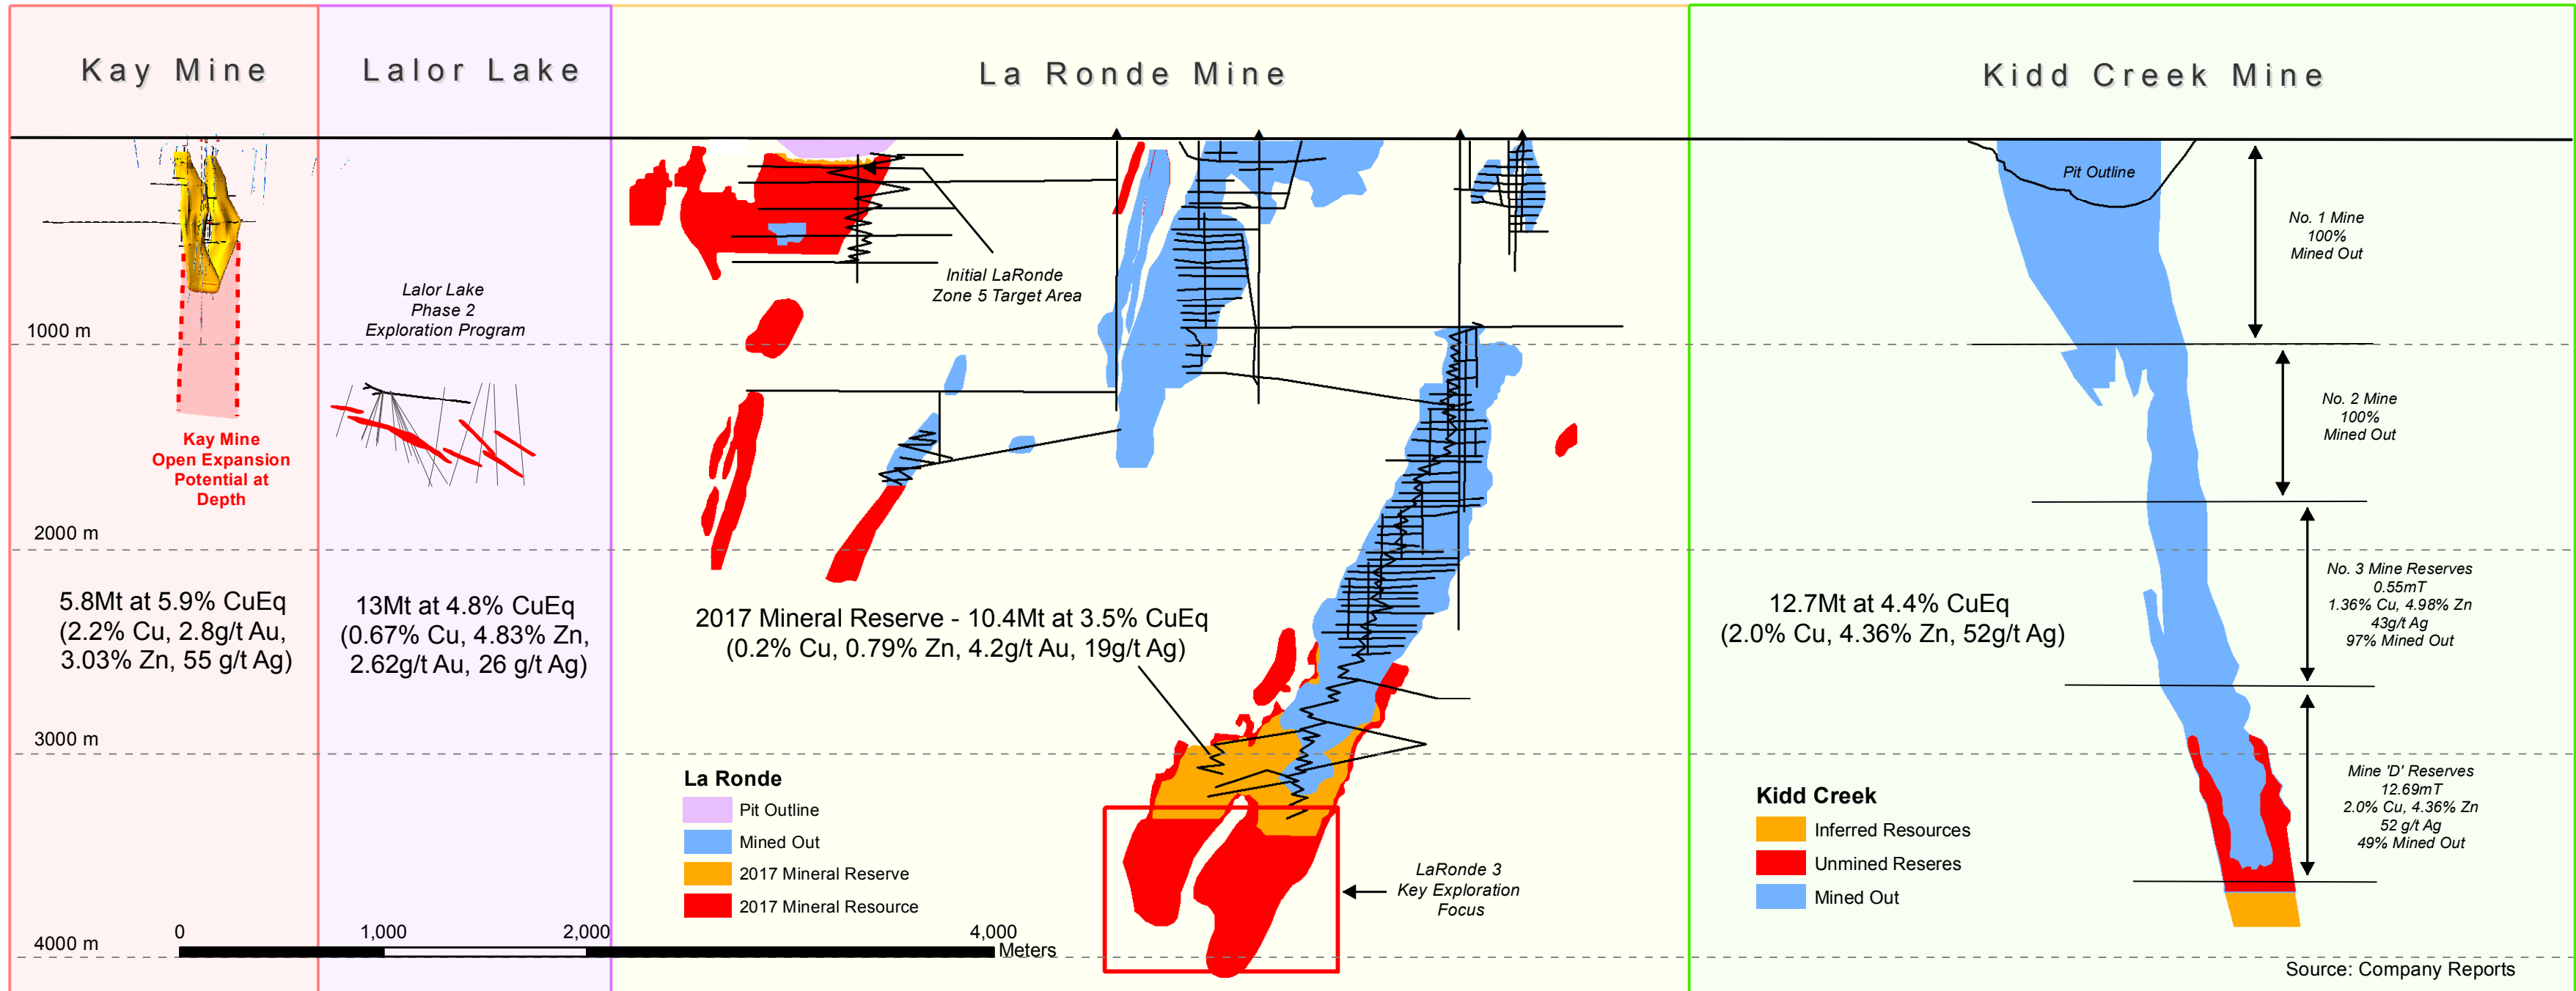 Kay Mine
Lalor Lake
La Ronde Mine
Kidd Creek Mine
Pit Outline
No. 1 Mine
100%
Mined Out
Initial LaRonde
Zone 5 Target Area
Lalor Lake
Phase 2
Exploration Program
1000 m
No. 2 Mine
100%
Mined Out
Kay Mine
Open Expansion
Potential at
Depth
2000 m
5.8Mt at 5.9% CuEq
(2.2% Cu, 2.8g/t Au,
3.03% Zn, 55 g/t Ag)
13Mt at 4.8% CuEq
(0.67% Cu, 4.83% Zn,
2.62g/t Au, 26 g/t Ag)
2017 Mineral Reserve - 10.4Mt at 3.5% CuEq
(0.2% Cu, 0.79% Zn, 4.2g/t Au, 19g/t Ag)
12.7Mt at 4.4% CuEq
(2.0% Cu, 4.36% Zn, 52g/t Ag)
No. 3 Mine Reserves
0.55mT
1.36% Cu, 4.98% Zn
43g/t Ag
97% Mined Out
3000 m
La Ronde
Pit Outline
Mined Out
2017 Mineral Reserve
2017 Mineral Resource
LaRonde 3
Key Exploration
Focus
Kidd Creek
Inferred Resources
Unmined Reseres
Mined Out
Mine 'D' Reserves
12.69mT
2.0% Cu, 4.36% Zn
52 g/t Ag
49% Mined Out
4000 m
0 1,000 2,000 4,000
Meters
Source: Company Reports